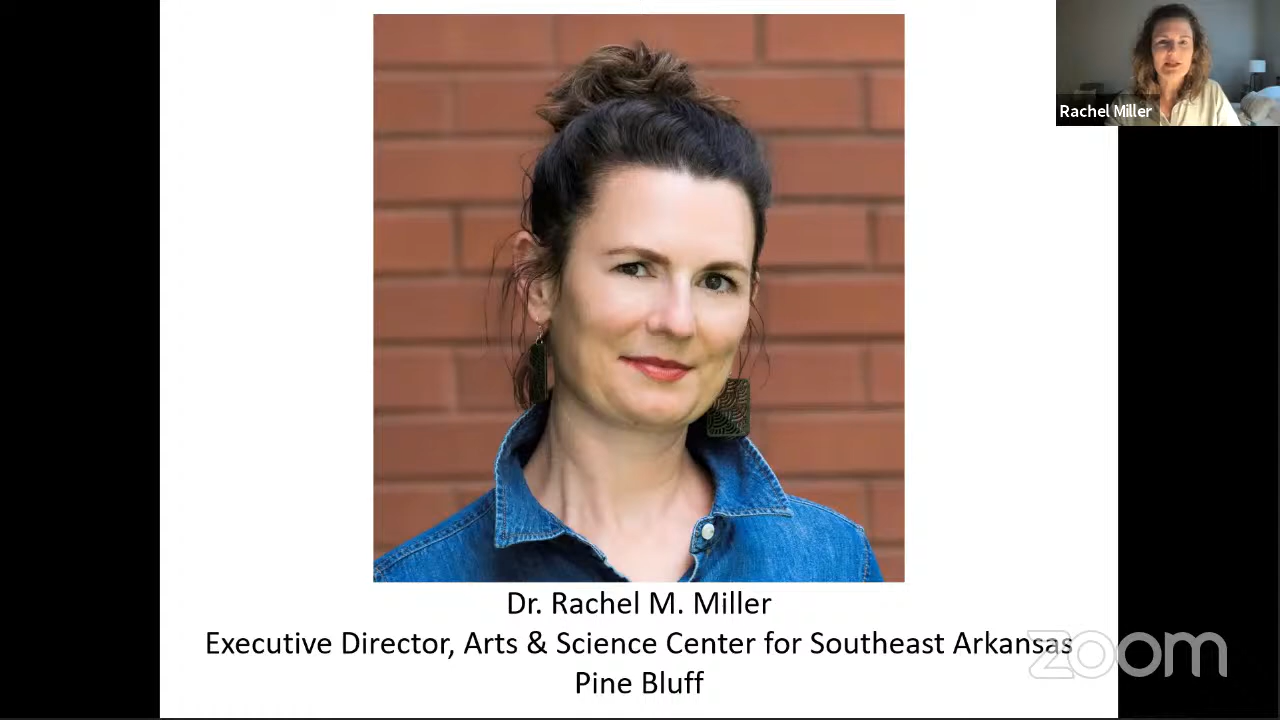 Rachel Miller
Dr. Rachel M. Miller
Executive Director, Arts & Science Center for Southeast Arkansas
Pine Bluff
zoom